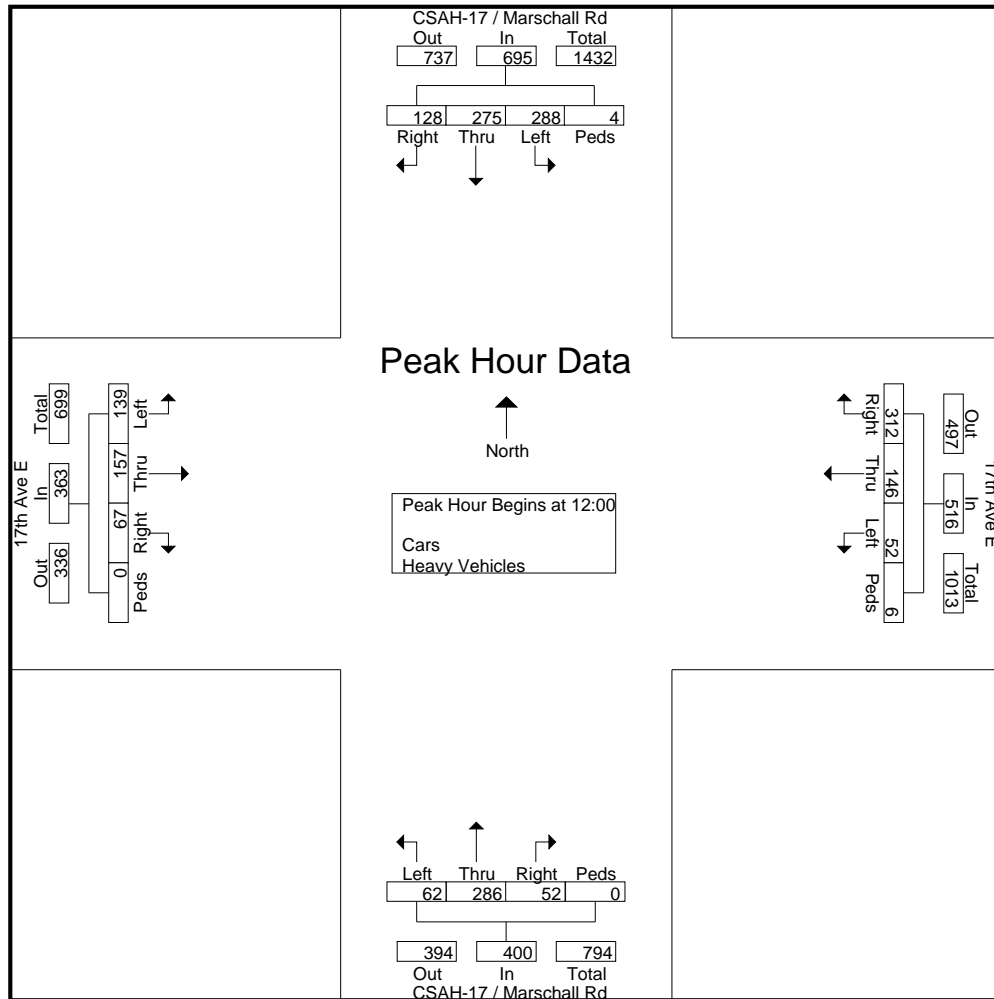 CSAH-17 / Marschall Rd
Out In Total
737 695 1432
128 275 288 4
Right Thru Left Peds
Peak Hour Data
North
Peak Hour Begins at 12:00
Cars
Heavy Vehicles
17th Ave E
Out In Total
336 363 699
Peds Right Thru Left
0 67 157 139
17th Ave E
Out In Total
497 516 1013
312 146 52 6
Right Thru Left Peds
Left Thru Right Peds
62 286 52 0
394 400 794
Out In Total
CSAH-17 / Marschall Rd